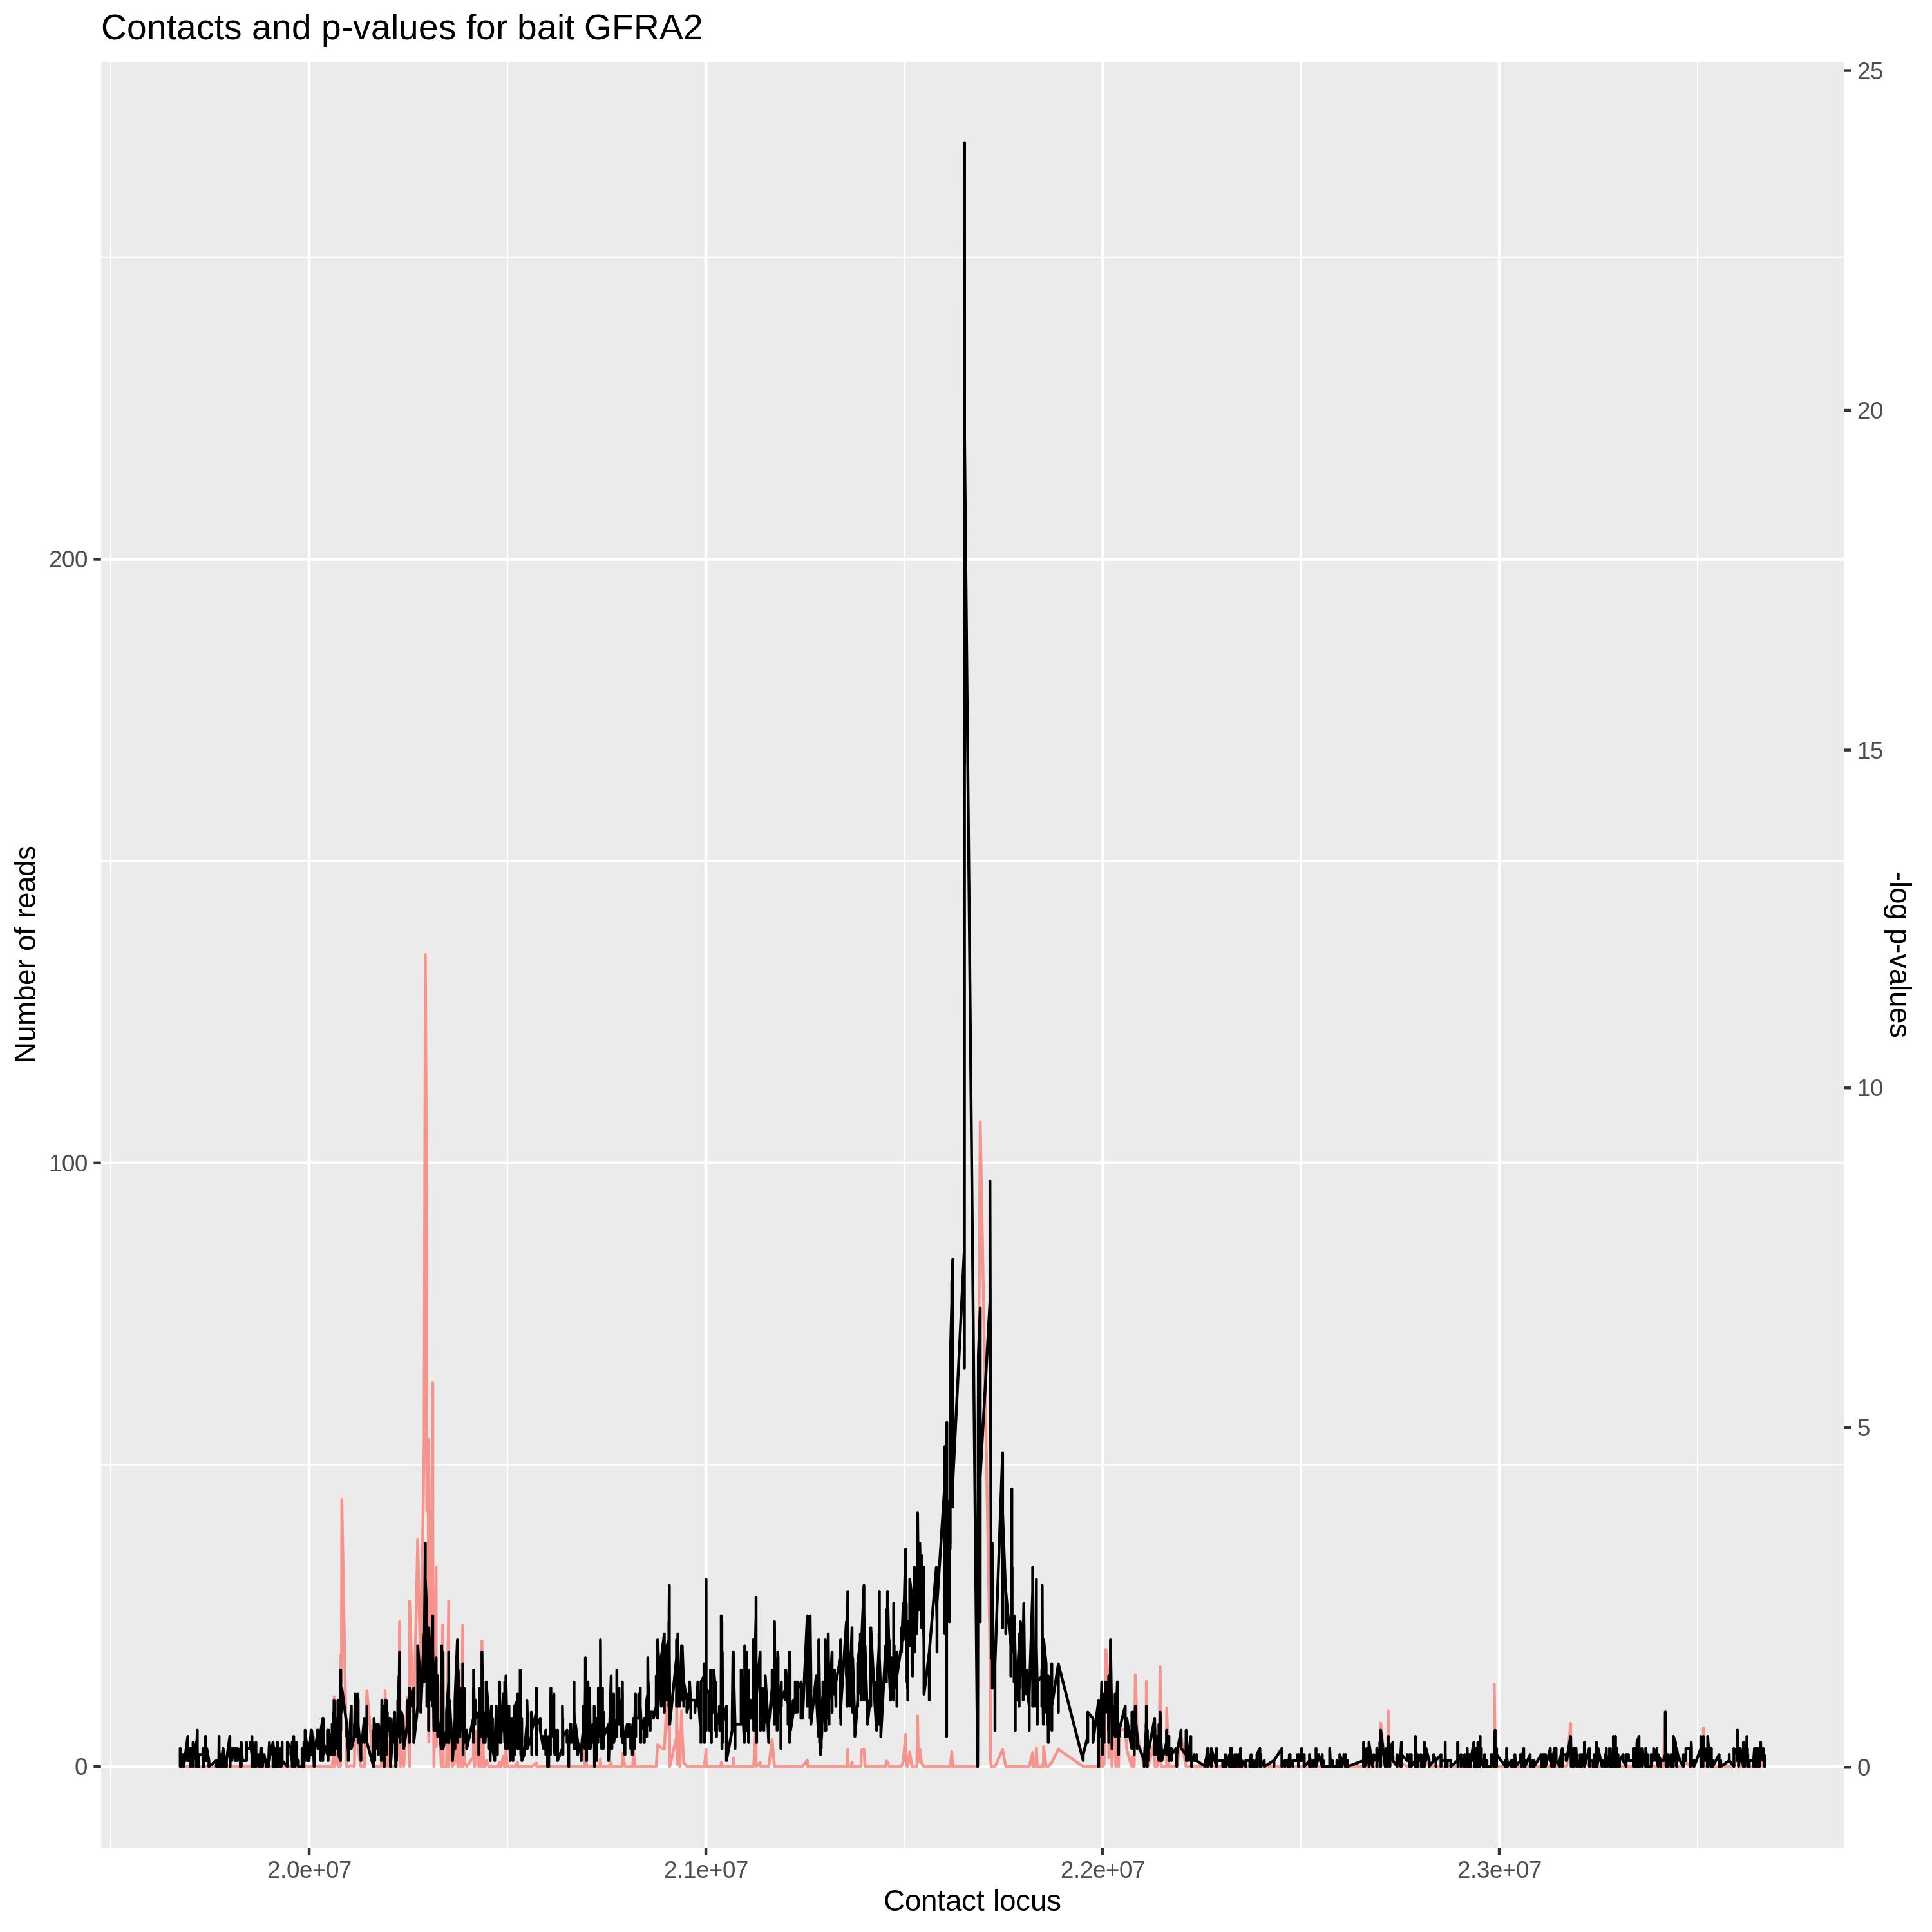 Contacts and p-values for bait GFRA2
25
20
200
15
Number of reads
-log p-values
10
100
5
0
0
2.0e+07
2.1e+07
2.2e+07
2.3e+07
Contact locus